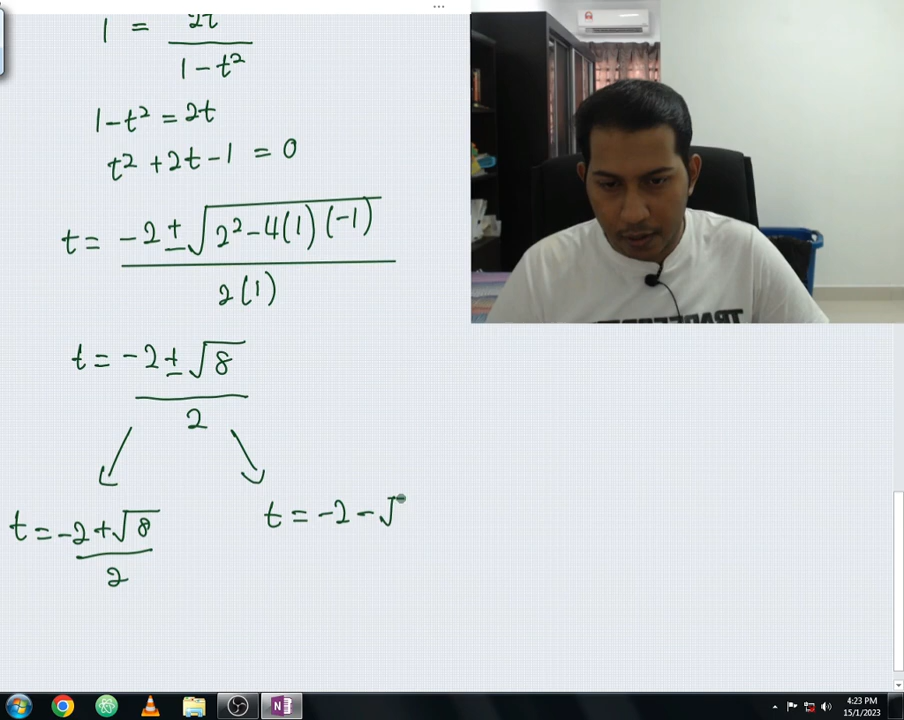 1 = 2t / 1-t²
1-t² = 2t
t² + 2t - 1 = 0
t = -2 ± √2² - 4(1)(-1) / 2(1)
t = -2 ± √8 / 2
t = -2 + √8 / 2
t = -2 - √
4:23 PM
15/1/2023